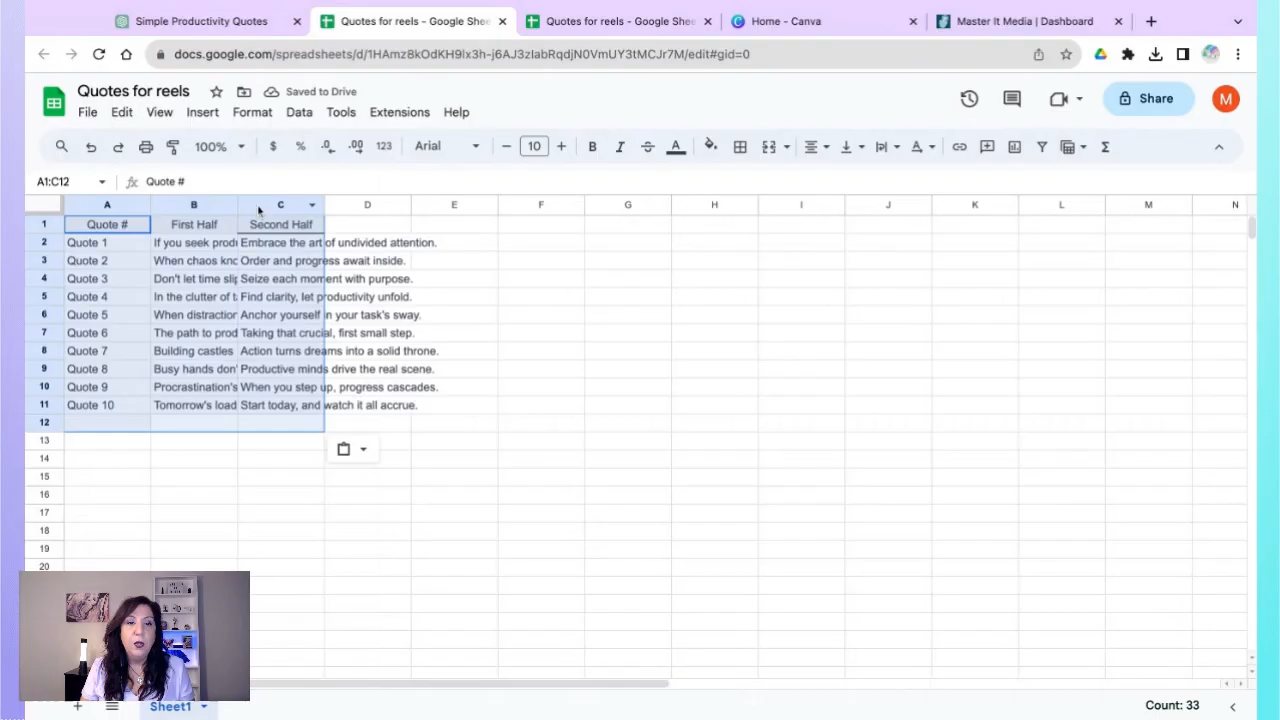 Simple Productivity Quotes
Quotes for reels - Google Shee
Quotes for reels - Google Shee
Home - Canva
Master It Media | Dashboard
docs.google.com/spreadsheets/d/1HAmz8kOdKH9lx3h-j6AJ3zIabRqdjN0VmUY3tMCJr7M/edit#gid=0
Quotes for reels
Saved to Drive
File Edit View Insert Format Data Tools Extensions Help
Share
M
100% $ % .0 .00 123 Arial 10 B I A
A1:C12 fx Quote #
A B C D E F G H I J K L M N
1 Quote # First Half Second Half
2 Quote 1 If you seek prod Embrace the art of undivided attention.
3 Quote 2 When chaos kno Order and progress await inside.
4 Quote 3 Don't let time slip Seize each moment with purpose.
5 Quote 4 In the clutter of t Find clarity, let productivity unfold.
6 Quote 5 When distraction Anchor yourself in your task's sway.
7 Quote 6 The path to prod Taking that crucial, first small step.
8 Quote 7 Building castles Action turns dreams into a solid throne.
9 Quote 8 Busy hands don' Productive minds drive the real scene.
10 Quote 9 Procrastination's When you step up, progress cascades.
11 Quote 10 Tomorrow's load Start today, and watch it all accrue.
12
13
14
15
16
17
18
19
20
Sheet1
Count: 33